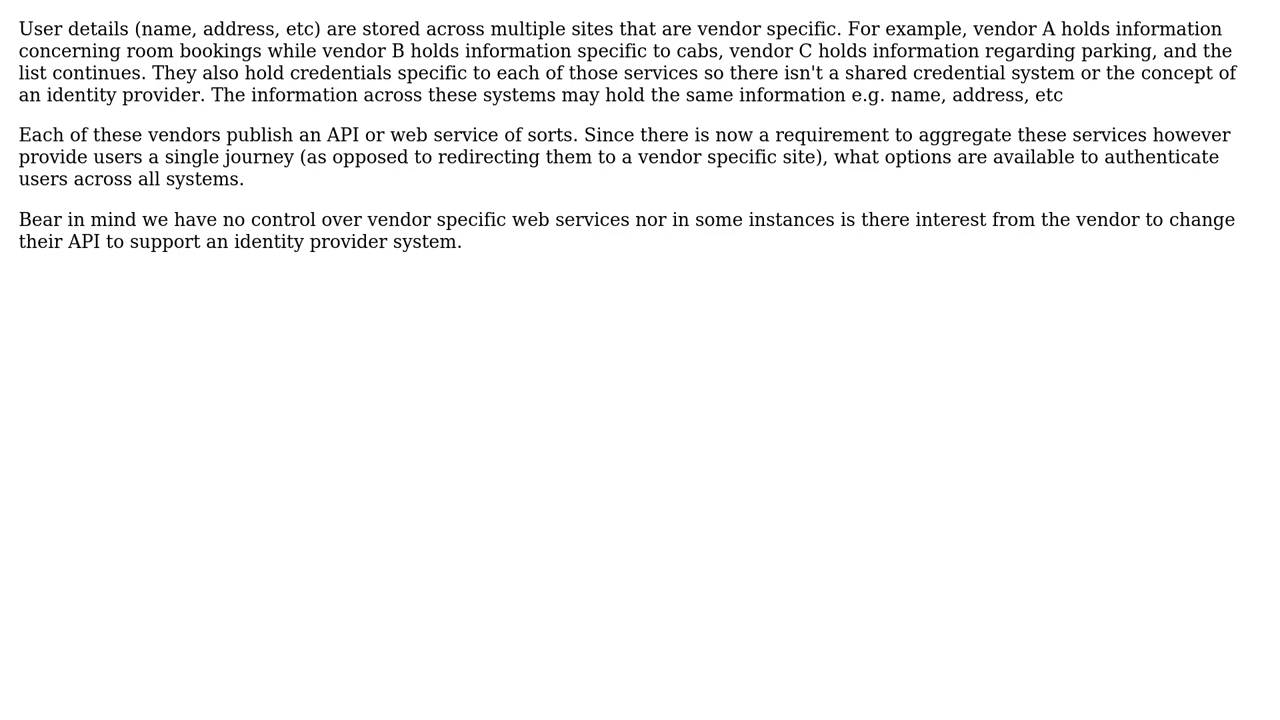 User details (name, address, etc) are stored across multiple sites that are vendor specific. For example, vendor A holds information
concerning room bookings while vendor B holds information specific to cabs, vendor C holds information regarding parking, and the
list continues. They also hold credentials specific to each of those services so there isn't a shared credential system or the concept of
an identity provider. The information across these systems may hold the same information e.g. name, address, etc
Each of these vendors publish an API or web service of sorts. Since there is now a requirement to aggregate these services however
provide users a single journey (as opposed to redirecting them to a vendor specific site), what options are available to authenticate
users across all systems.
Bear in mind we have no control over vendor specific web services nor in some instances is there interest from the vendor to change
their API to support an identity provider system.